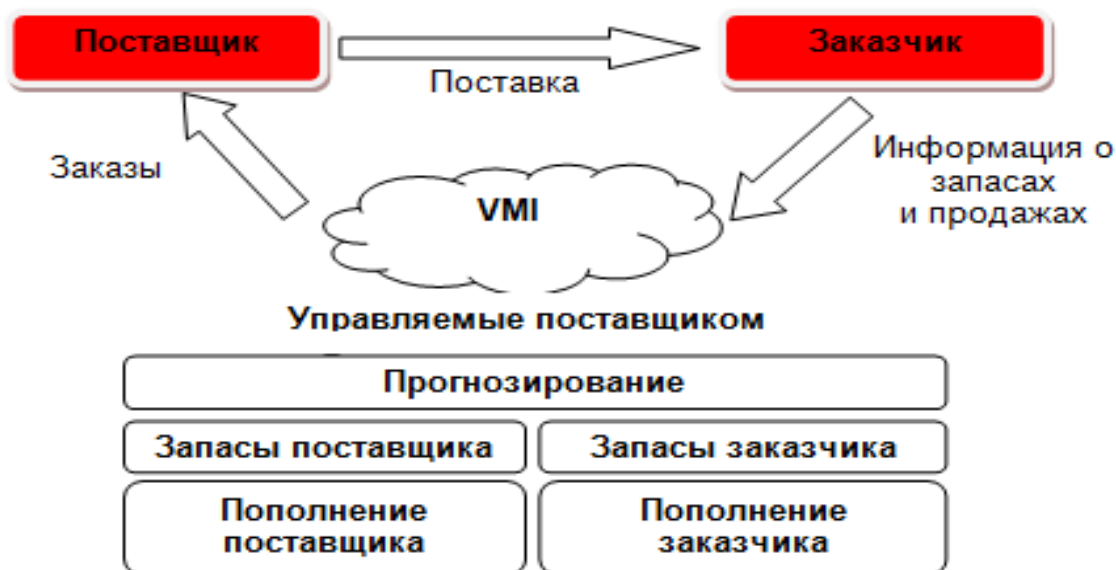 Поставщик
Заказчик
Поставка
Заказы
Информация о
запасах
и продажах
VMI
Управляемые поставщиком
Прогнозирование
Запасы поставщика
Запасы заказчика
Пополнение
поставщика
Пополнение
заказчика